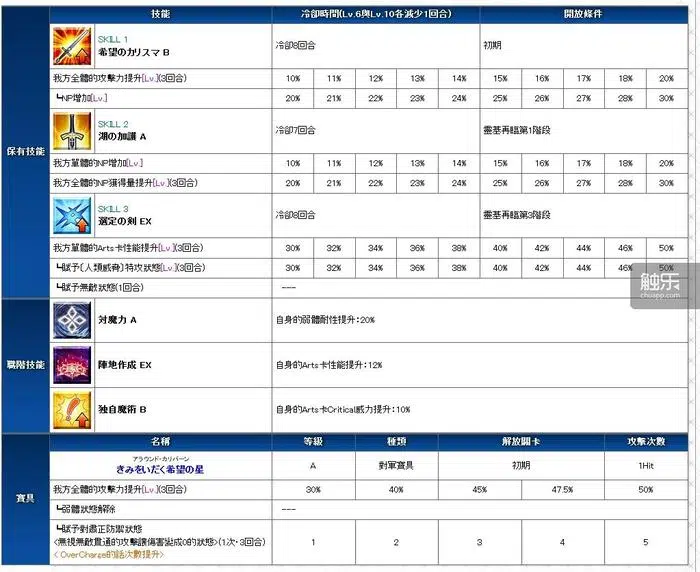 技能 冷卻時間(Lv.6與Lv.10各減少1回合) 開放條件
保有技能
SKILL 1
希望のカリスマ B
冷卻8回合 初期
我方全體的攻擊力提升[Lv.](3回合) 10% 11% 12% 13% 14% 15% 16% 17% 18% 20%
┗NP增加[Lv.] 20% 21% 22% 23% 24% 25% 26% 27% 28% 30%
SKILL 2
湖の加護 A
冷卻7回合 靈基再臨第1階段
我方單體的NP增加[Lv.] 10% 11% 12% 13% 14% 15% 16% 17% 18% 20%
我方全體的NP獲得量提升[Lv.](3回合) 20% 21% 22% 23% 24% 25% 26% 27% 28% 30%
SKILL 3
選定の剣 EX
冷卻8回合 靈基再臨第3階段
我方單體的Arts卡性能提升[Lv.](3回合) 30% 32% 34% 36% 38% 40% 42% 44% 46% 50%
┗賦予〔人類威脅〕特攻狀態[Lv.](3回合) 30% 32% 34% 36% 38% 40% 42% 44% 46% 50%
┗賦予無敵狀態(1回合) ---
触乐
chuapp.com
職階技能
対魔力 A 自身的弱體耐性提升:20%
陣地作成 EX 自身的Arts卡性能提升:12%
独自魔術 B 自身的Arts卡Critical威力提升:10%
寶具
名稱 等級 種類 解放關卡 攻擊次數
アラウンド・カリバーン
きみをいだく希望の星 A 對軍寶具 初期 1Hit
我方全體的攻擊力提升[Lv.](3回合) 30% 40% 45% 47.5% 50%
┗弱體狀態解除 ---
┗賦予對肅正防禦狀態
<無視無敵貫通的攻擊讓傷害變成0的狀態>(1次·3回合) 1 2 3 4 5
<OverCharge的話次數提升>